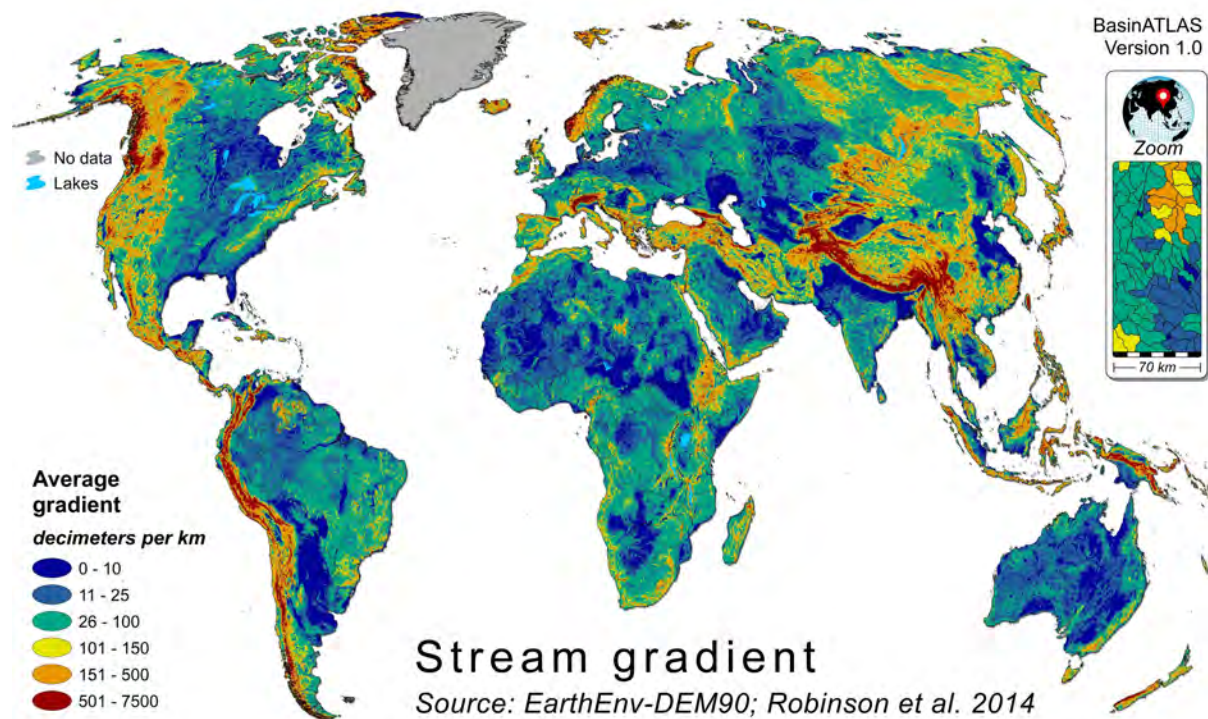 BasinATLAS
Version 1.0
Zoom
70 km
No data
Lakes
Average
gradient
decimeters per km
0 - 10
11 - 25
26 - 100
101 - 150
151 - 500
501 - 7500
Stream gradient
Source: EarthEnv-DEM90; Robinson et al. 2014